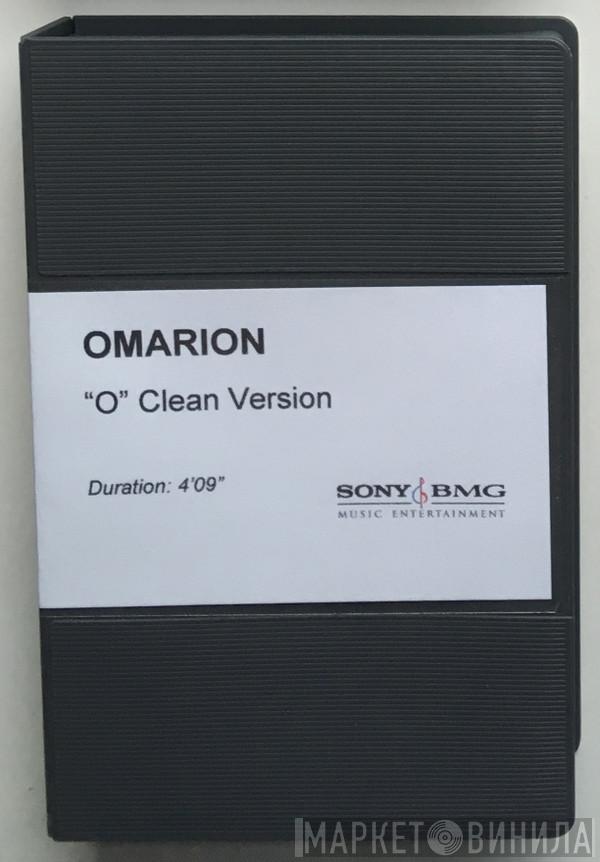 OMARION
“O” Clean Version
Duration: 4’09”
SONY BMG
MUSIC ENTERTAINMENT
МАРКЕТ ВИНИЛА